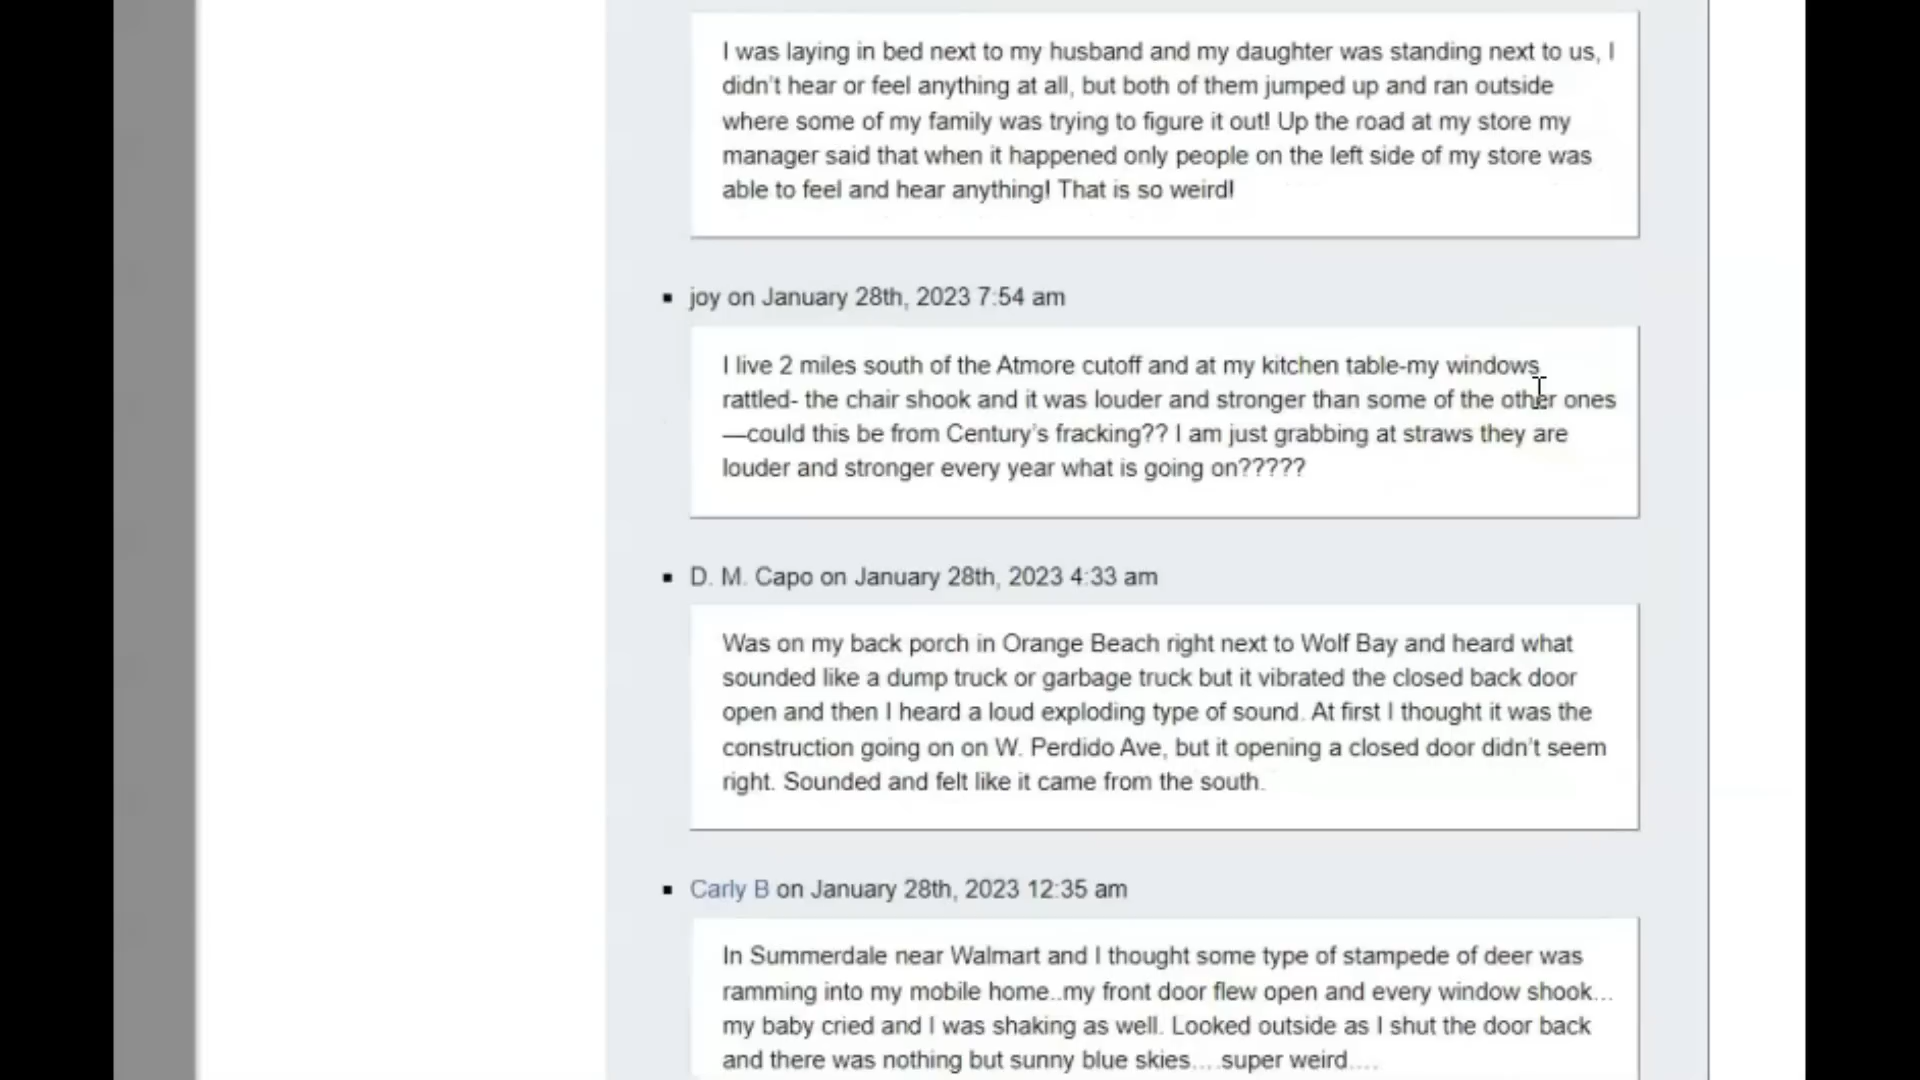 I was laying in bed next to my husband and my daughter was standing next to us, I
didn't hear or feel anything at all, but both of them jumped up and ran outside
where some of my family was trying to figure it out! Up the road at my store my
manager said that when it happened only people on the left side of my store was
able to feel and hear anything! That is so weird!
joy on January 28th, 2023 7:54 am
I live 2 miles south of the Atmore cutoff and at my kitchen table-my windows
rattled- the chair shook and it was louder and stronger than some of the other ones
—could this be from Century's fracking?? I am just grabbing at straws they are
louder and stronger every year what is going on?????
D. M. Capo on January 28th, 2023 4:33 am
Was on my back porch in Orange Beach right next to Wolf Bay and heard what
sounded like a dump truck or garbage truck but it vibrated the closed back door
open and then I heard a loud exploding type of sound. At first I thought it was the
construction going on on W. Perdido Ave, but it opening a closed door didn't seem
right. Sounded and felt like it came from the south.
Carly B on January 28th, 2023 12:35 am
In Summerdale near Walmart and I thought some type of stampede of deer was
ramming into my mobile home..my front door flew open and every window shook...
my baby cried and I was shaking as well. Looked outside as I shut the door back
and there was nothing but sunny blue skies....super weird....